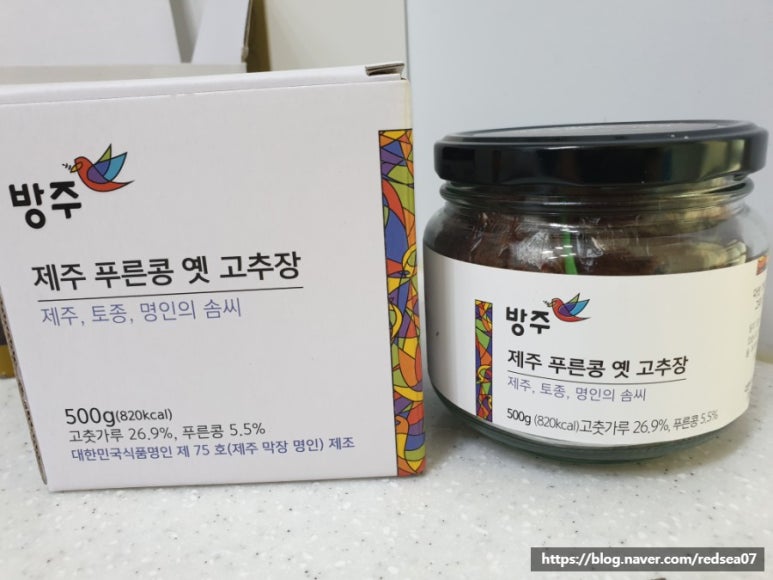 방주
제주 푸른콩 옛 고추장
제주, 토종, 명인의 솜씨
500g(820kcal)
고춧가루 26.9%, 푸른콩 5.5%
대한민국식품명인 제 75 호(제주 막장 명인) 제조
방주
제주 푸른콩 옛 고추장
제주, 토종, 명인의 솜씨
500g (820kcal)고춧가루 26.9%, 푸른콩 5.5%
https://blog.naver.com/redsea07